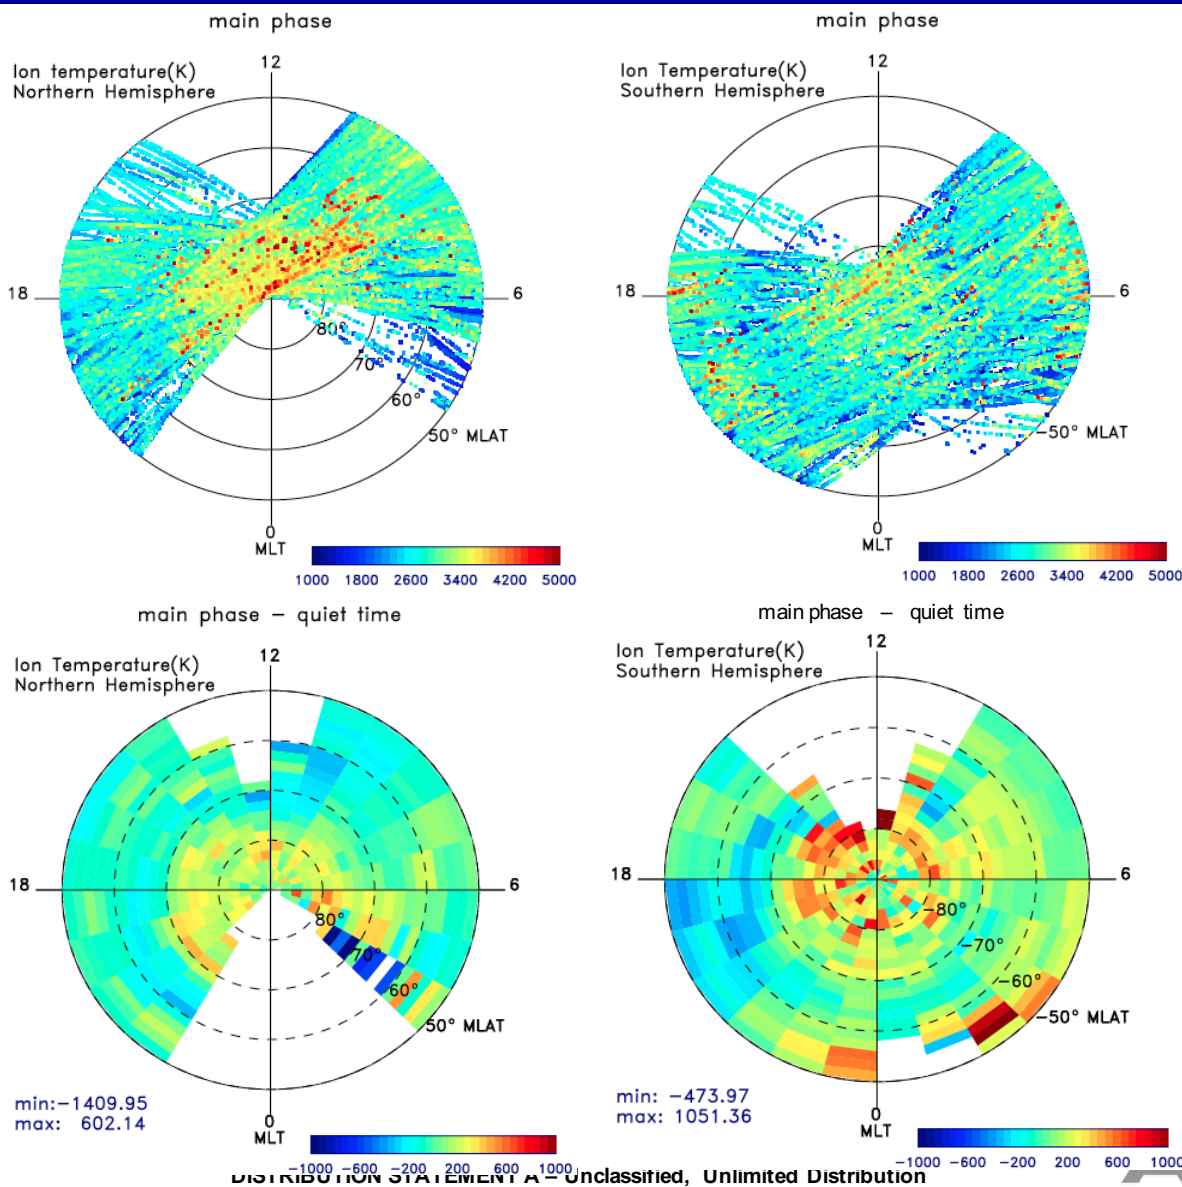 main phase
Ion temperature(K)
Northern Hemisphere
12
18
6
80°
70°
60°
50° MLAT
0
MLT
1000 1800 2600 3400 4200 5000
main phase
Ion Temperature(K)
Southern Hemisphere
12
18
6
-50° MLAT
0
MLT
1000 1800 2600 3400 4200 5000
main phase – quiet time
Ion Temperature(K)
Northern Hemisphere
12
18
6
80°
70°
60°
50° MLAT
min:-1409.95
max: 602.14
0
MLT
-1000 -600 -200 200 600 1000
main phase – quiet time
Ion Temperature(K)
Southern Hemisphere
12
18
6
-80°
-70°
-60°
-50° MLAT
min: -473.97
max: 1051.36
0
MLT
-1000 -600 -200 200 600 1000
DISTRIBUTION STATEMENT A – Unclassified, Unlimited Distribution